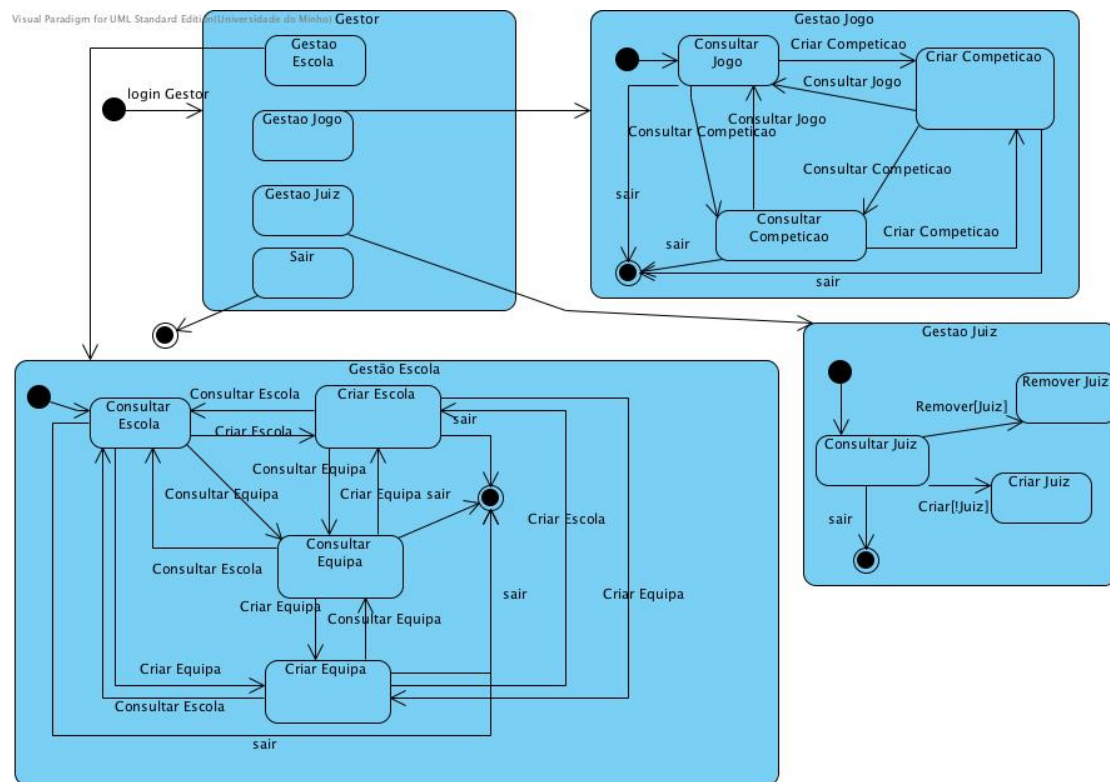 Visual Paradigm for UML Standard Edition(Universidade do Minho)
Gestor
Gestao
Escola
login Gestor
Gestao Jogo
Gestao Juiz
Sair
Gestao Jogo
Consultar
Jogo
Criar Competicao
Criar Competicao
Consultar Jogo
Consultar Competicao
Consultar Jogo
Consultar Competicao
sair
Consultar
Competicao
sair
Criar Competicao
sair
Gestao Juiz
Remover Juiz
Remover[Juiz]
Consultar Juiz
Criar Juiz
Criar[!Juiz]
sair
Gestão Escola
Consultar
Escola
Consultar Escola
Criar Escola
Criar Escola
sair
Consultar Equipa
Consultar Equipa
Criar Equipa
sair
Criar Escola
Consultar
Equipa
Consultar Escola
Criar Equipa
Consultar Equipa
sair
Criar Equipa
Criar Equipa
Criar Equipa
Consultar Escola
sair